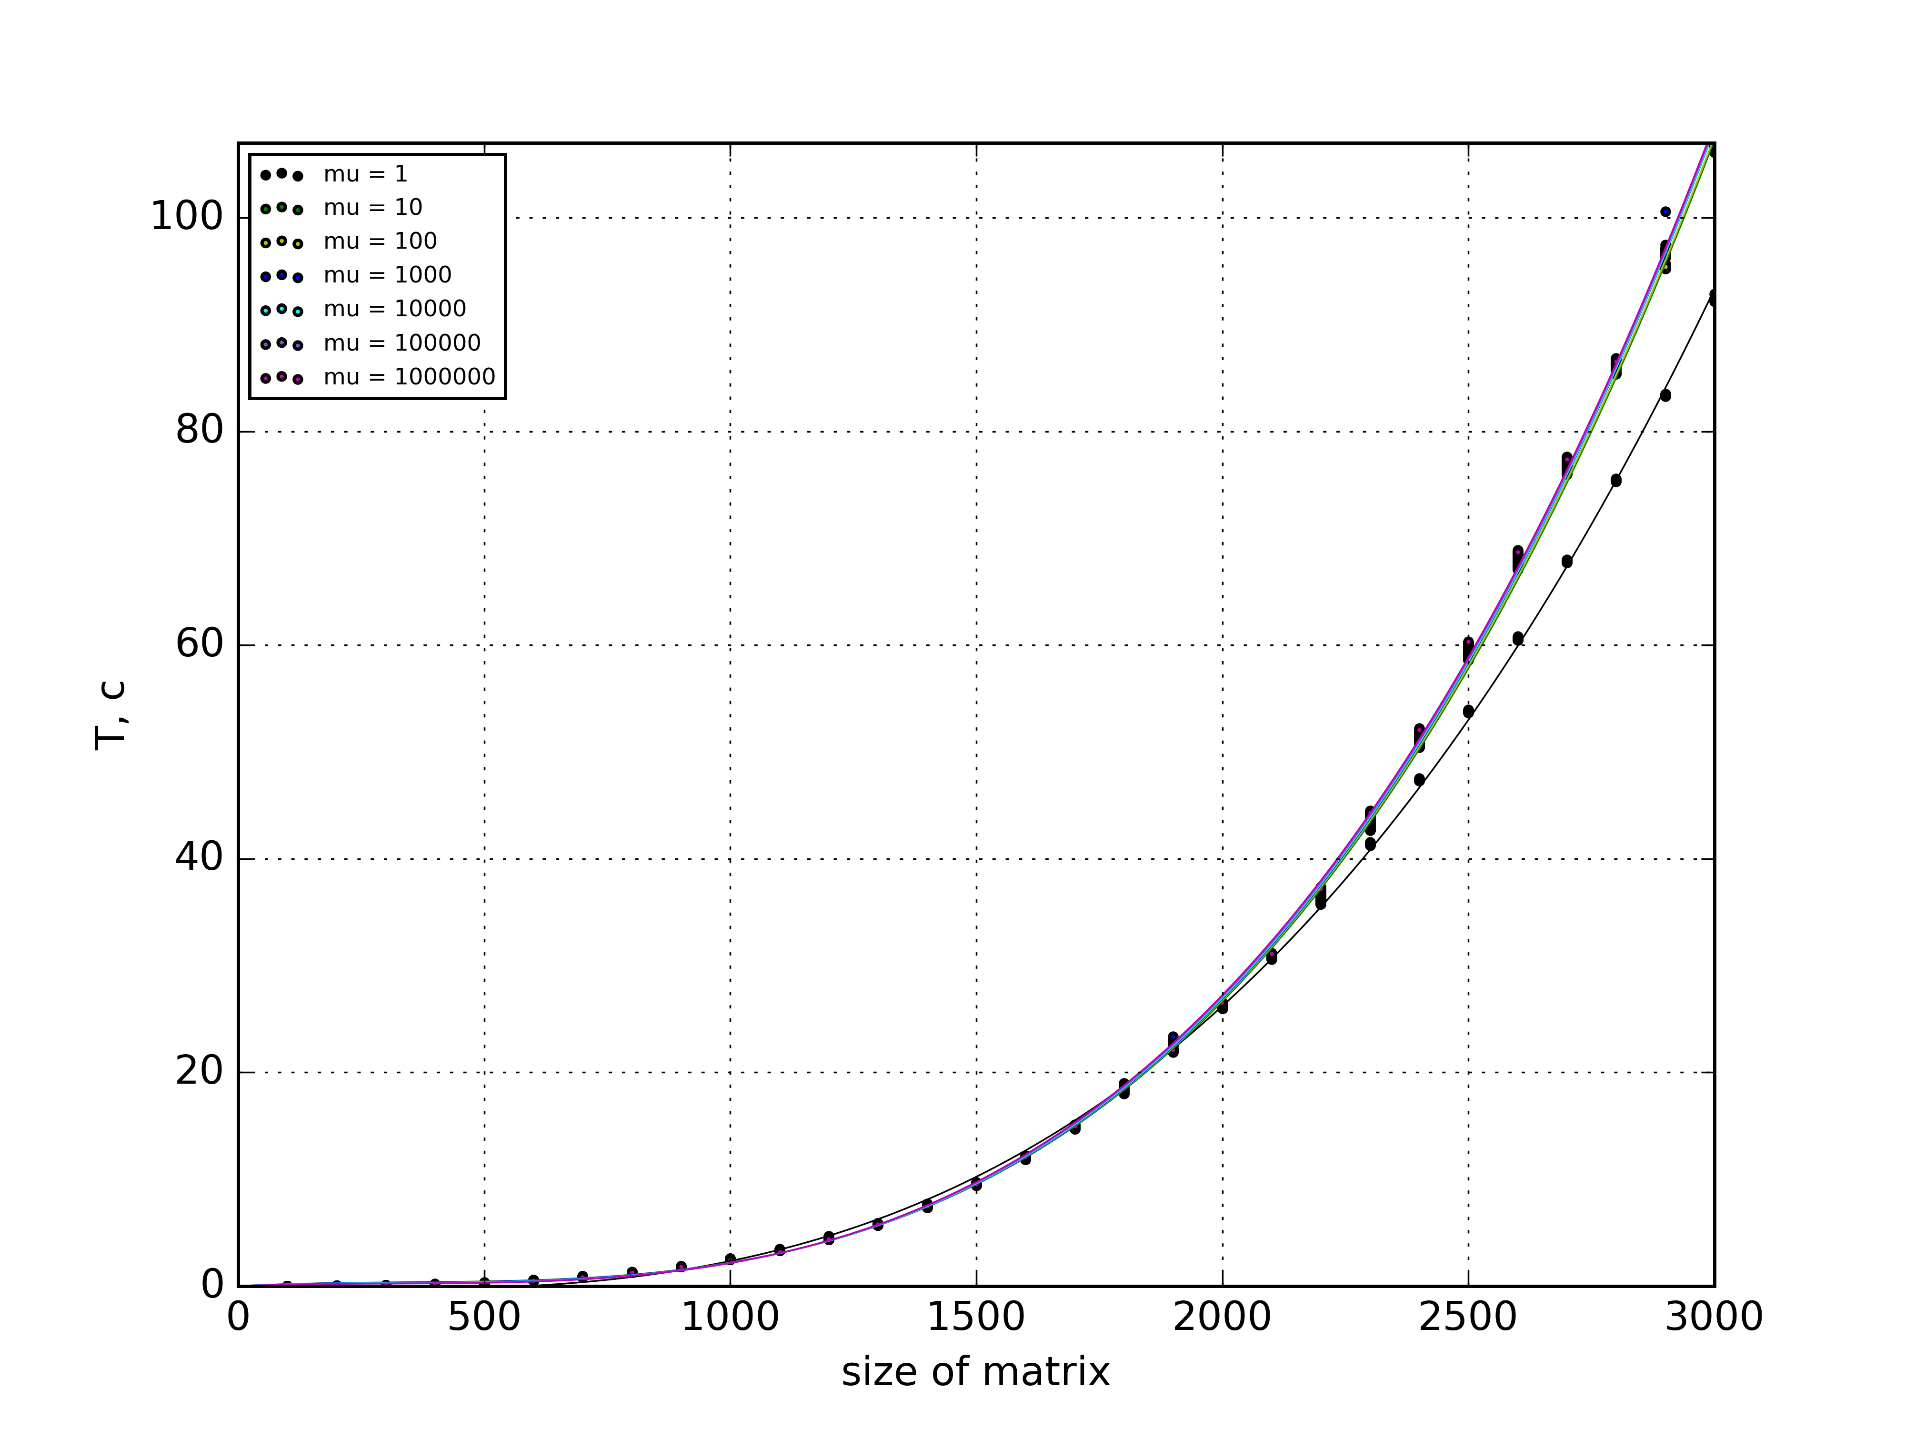 mu = 1
mu = 10
mu = 100
mu = 1000
mu = 10000
mu = 100000
mu = 1000000
100
80
60
40
20
0
T, c
0 500 1000 1500 2000 2500 3000
size of matrix